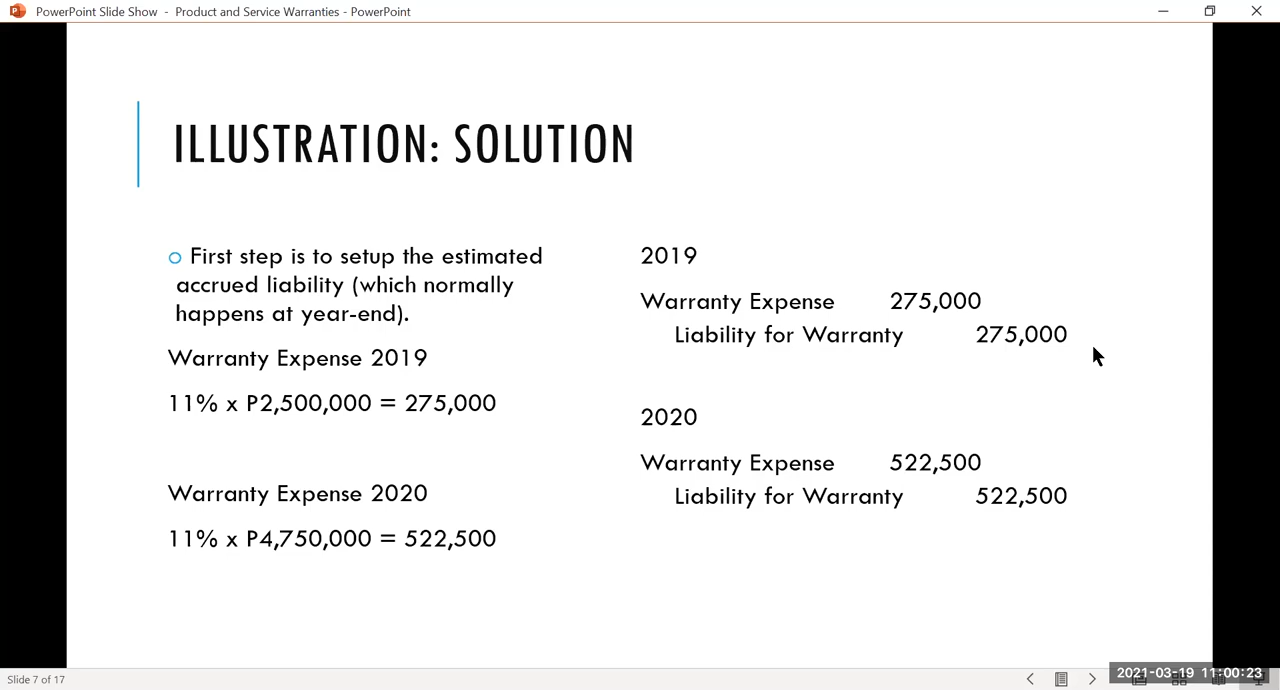 PowerPoint Slide Show - Product and Service Warranties - PowerPoint
ILLUSTRATION: SOLUTION
First step is to setup the estimated
accrued liability (which normally
happens at year-end).
Warranty Expense 2019
11% x P2,500,000 = 275,000
Warranty Expense 2020
11% x P4,750,000 = 522,500
2019
Warranty Expense 275,000
Liability for Warranty 275,000
2020
Warranty Expense 522,500
Liability for Warranty 522,500
Slide 7 of 17
2021-03-19 11:00:23